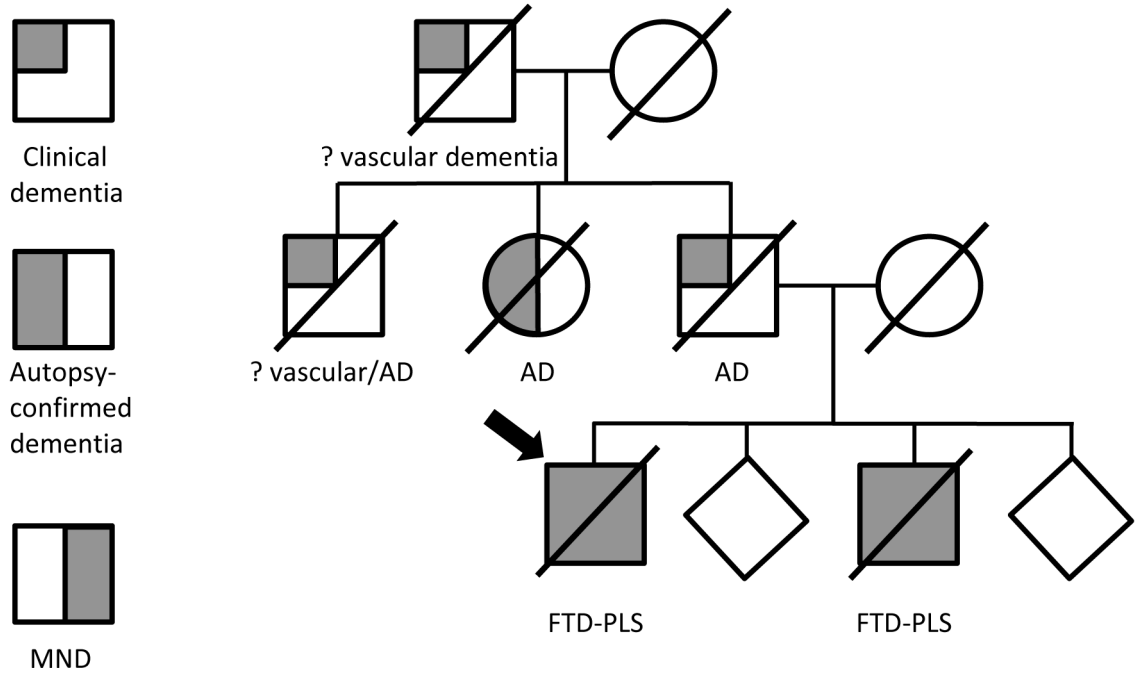 Clinical
dementia
? vascular dementia
Autopsy-
confirmed
dementia
? vascular/AD
AD
AD
MND
FTD-PLS
FTD-PLS